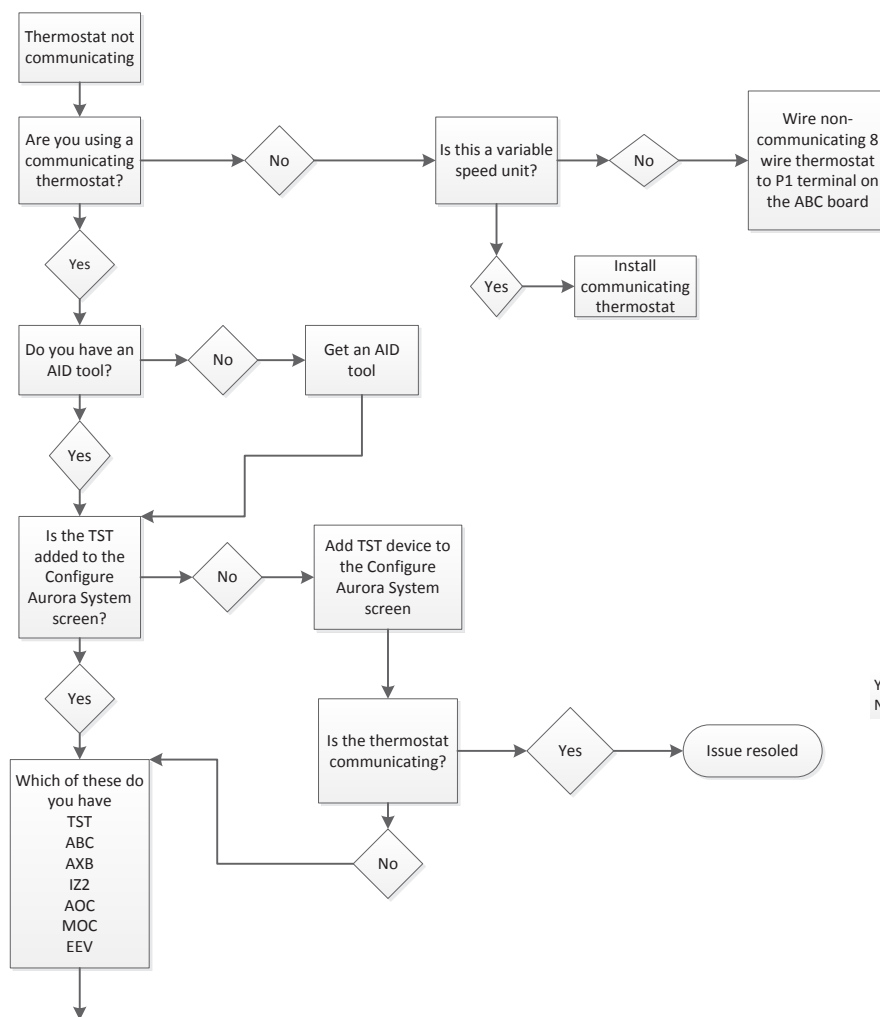 Thermostat not
communicating
Are you using a
communicating
thermostat?
No
Is this a variable
speed unit?
No
Wire non-
communicating 8
wire thermostat
to P1 terminal on
the ABC board
Yes
Yes
Install
communicating
thermostat
Do you have an
AID tool?
No
Get an AID
tool
Yes
Is the TST
added to the
Configure
Aurora System
screen?
No
Add TST device to
the Configure
Aurora System
screen
Yes
Is the thermostat
communicating?
Yes
Issue resoled
Which of these do
you have
TST
ABC
AXB
IZ2
AOC
MOC
EEV
No